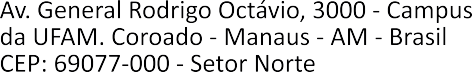 Av. General Rodrigo Octávio, 3000 - Campus
da UFAM. Coroado - Manaus - AM - Brasil
CEP: 69077-000 - Setor Norte